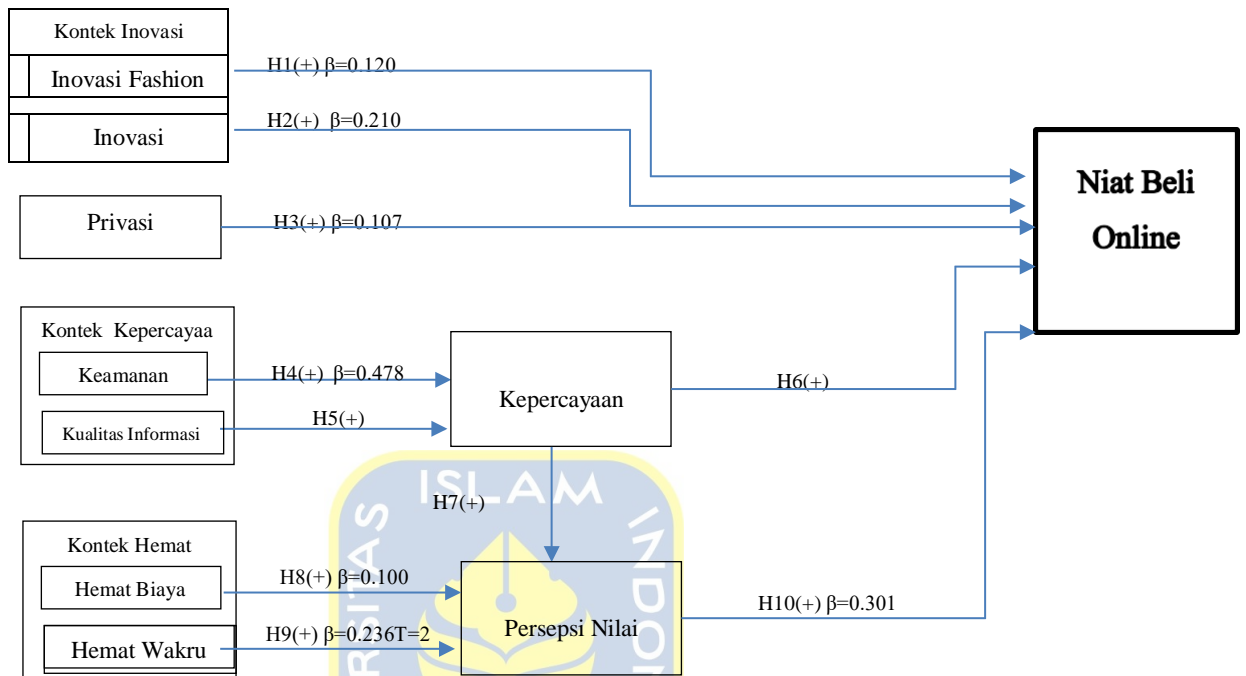 Kontek Inovasi
Inovasi Fashion
H1(+) β=0.120
Inovasi
H2(+) β=0.210
Niat Beli
Online
Privasi
H3(+) β=0.107
Kontek Kepercayaa
Keamanan
H4(+) β=0.478
Kualitas Informasi
H5(+)
Kepercayaan
H6(+)
H7(+)
ISLAM
Kontek Hemat
Hemat Biaya
H8(+) β=0.100
Hemat Wakru
H9(+) β=0.236T=2
Persepsi Nilai
H10(+) β=0.301
RSITAS
INDO